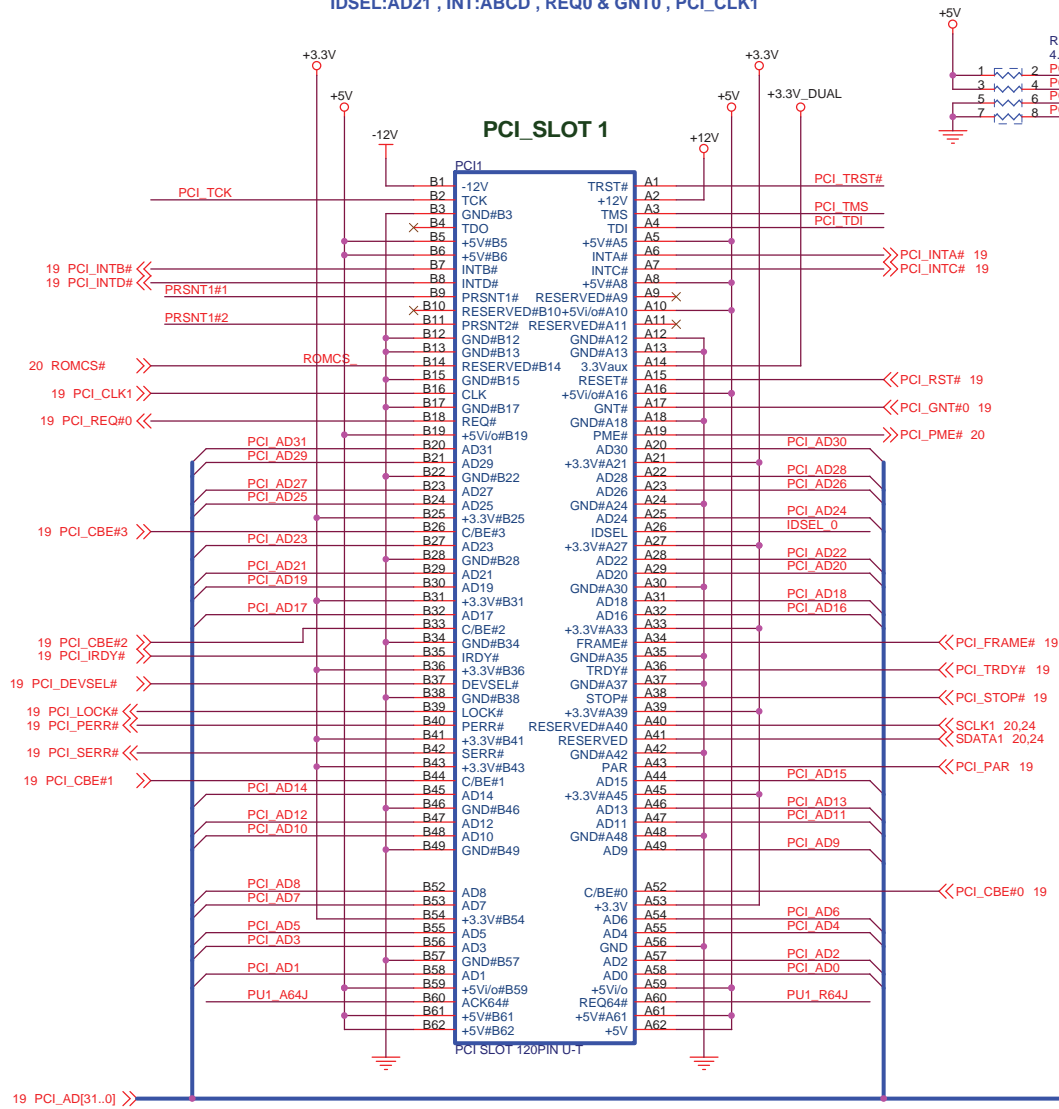 IDSEL:AD21 , INT:ABCD , REQ0 & GNT0 , PCI_CLK1
+5V
R
4.
1 2 P
3 4 P
5 6 P
7 8 P
+3.3V +3.3V
+5V +5V +3.3V_DUAL
-12V +12V
PCI_SLOT 1
PCI1
B1 -12V TRST# A1 PCI_TRST#
PCI_TCK B2 TCK +12V A2
B3 GND#B3 TMS A3 PCI_TMS
B4 TDO TDI A4 PCI_TDI
B5 +5V#B5 +5V#A5 A5
B6 +5V#B6 INTA# A6 PCI_INTA# 19
19 PCI_INTB# B7 INTB# INTC# A7 PCI_INTC# 19
19 PCI_INTD# B8 INTD# +5V#A8 A8
PRSNT1#1 B9 PRSNT1# RESERVED#A9 A9
B10 RESERVED#B10 +5Vi/o#A10 A10
PRSNT1#2 B11 PRSNT2# RESERVED#A11 A11
B12 GND#B12 GND#A12 A12
B13 GND#B13 GND#A13 A13
20 ROMCS# ROMCS_ B14 RESERVED#B14 3.3Vaux A14
B15 GND#B15 RESET# A15 PCI_RST# 19
19 PCI_CLK1 B16 CLK +5Vi/o#A16 A16
B17 GND#B17 GNT# A17 PCI_GNT#0 19
19 PCI_REQ#0 B18 REQ# GND#A18 A18
B19 +5Vi/o#B19 PME# A19 PCI_PME# 20
PCI_AD31 B20 AD31 AD30 A20 PCI_AD30
PCI_AD29 B21 AD29 +3.3V#A21 A21
B22 GND#B22 AD28 A22 PCI_AD28
PCI_AD27 B23 AD27 AD26 A23 PCI_AD26
PCI_AD25 B24 AD25 GND#A24 A24
B25 +3.3V#B25 AD24 A25 PCI_AD24
19 PCI_CBE#3 B26 C/BE#3 IDSEL A26 IDSEL_0
PCI_AD23 B27 AD23 +3.3V#A27 A27
B28 GND#B28 AD22 A28 PCI_AD22
PCI_AD21 B29 AD21 AD20 A29 PCI_AD20
PCI_AD19 B30 AD19 GND#A30 A30
B31 +3.3V#B31 AD18 A31 PCI_AD18
PCI_AD17 B32 AD17 AD16 A32 PCI_AD16
B33 C/BE#2 +3.3V#A33 A33
19 PCI_CBE#2 B34 GND#B34 FRAME# A34 PCI_FRAME# 19
19 PCI_IRDY# B35 IRDY# GND#A35 A35
B36 +3.3V#B36 TRDY# A36 PCI_TRDY# 19
19 PCI_DEVSEL# B37 DEVSEL# GND#A37 A37
B38 GND#B38 STOP# A38 PCI_STOP# 19
19 PCI_LOCK# B39 LOCK# +3.3V#A39 A39
19 PCI_PERR# B40 PERR# RESERVED#A40 A40 SCLK1 20,24
B41 +3.3V#B41 RESERVED A41 SDATA1 20,24
19 PCI_SERR# B42 SERR# GND#A42 A42
B43 +3.3V#B43 PAR A43 PCI_PAR 19
19 PCI_CBE#1 B44 C/BE#1 AD15 A44 PCI_AD15
PCI_AD14 B45 AD14 +3.3V#A45 A45
B46 GND#B46 AD13 A46 PCI_AD13
PCI_AD12 B47 AD12 AD11 A47 PCI_AD11
PCI_AD10 B48 AD10 GND#A48 A48
B49 GND#B49 AD9 A49 PCI_AD9
PCI_AD8 B52 AD8 C/BE#0 A52 PCI_CBE#0 19
PCI_AD7 B53 AD7 +3.3V A53
B54 +3.3V#B54 AD6 A54 PCI_AD6
PCI_AD5 B55 AD5 AD4 A55 PCI_AD4
PCI_AD3 B56 AD3 GND A56
B57 GND#B57 AD2 A57 PCI_AD2
PCI_AD1 B58 AD1 AD0 A58 PCI_AD0
B59 +5Vi/o#B59 +5Vi/o A59
PU1_A64J B60 ACK64# REQ64# A60 PU1_R64J
B61 +5V#B61 +5V#A61 A61
B62 +5V#B62 +5V A62
PCI SLOT 120PIN U-T
19 PCI_AD[31..0]